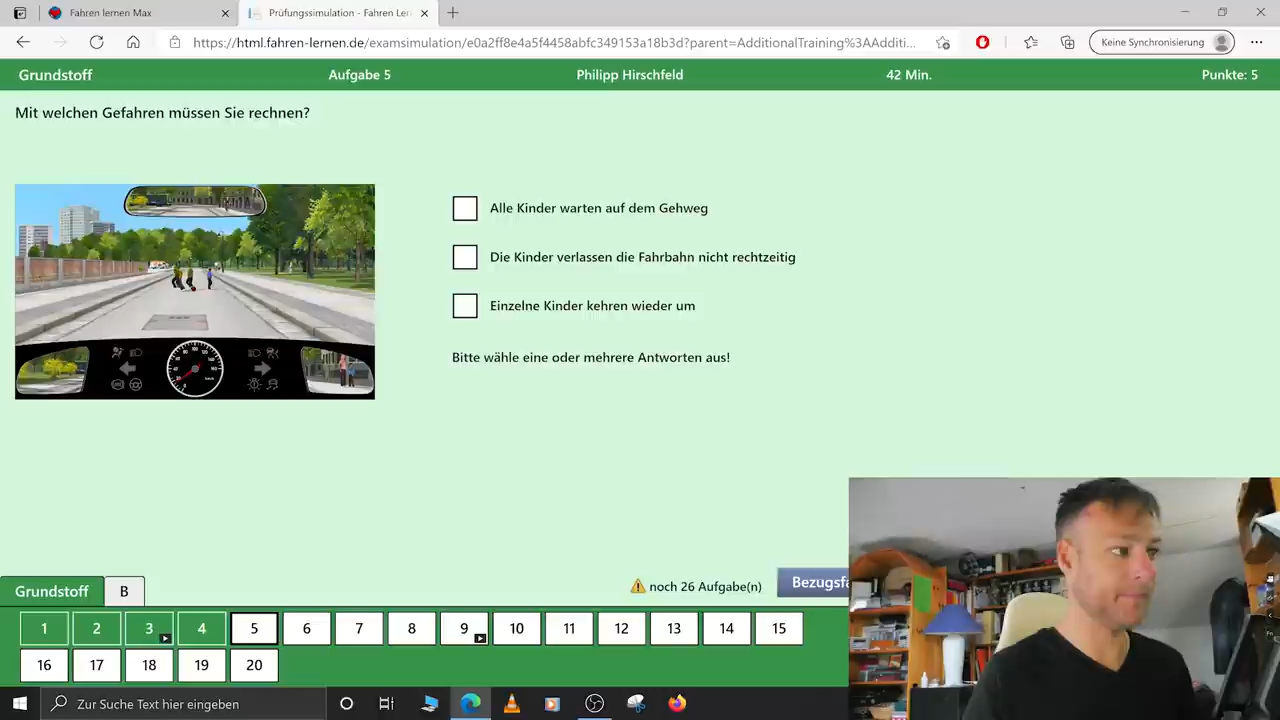 Fahren lernen Max
Prüfungssimulation - Fahren Ler
https://html.fahren-lernen.de/examsimulation/e0a2ff8e4a5f4458abfc349153a18b3d?parent=AdditionalTraining%3AAdditi...
Keine Synchronisierung
Grundstoff Aufgabe 5 Philipp Hirschfeld 42 Min. Punkte: 5
Mit welchen Gefahren müssen Sie rechnen?
Alle Kinder warten auf dem Gehweg
Die Kinder verlassen die Fahrbahn nicht rechtzeitig
Einzelne Kinder kehren wieder um
Bitte wähle eine oder mehrere Antworten aus!
Grundstoff B
noch 26 Aufgabe(n)
Bezugsfa
1 2 3 4 5 6 7 8 9 10 11 12 13 14 15
16 17 18 19 20
Zur Suche Text hier eingeben